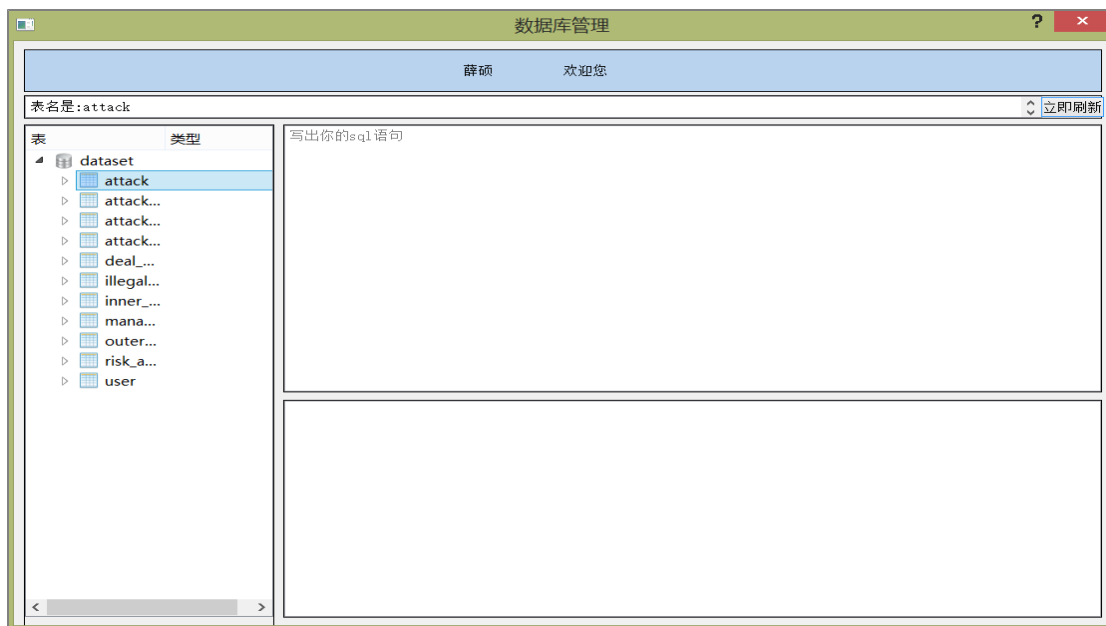 数据库管理
?
薛硕 欢迎您
表名是:attack
立即刷新
表 类型
dataset
attack
attack...
attack...
attack...
deal_...
illegal...
inner_...
mana...
outer...
risk_a...
user
写出你的sql语句